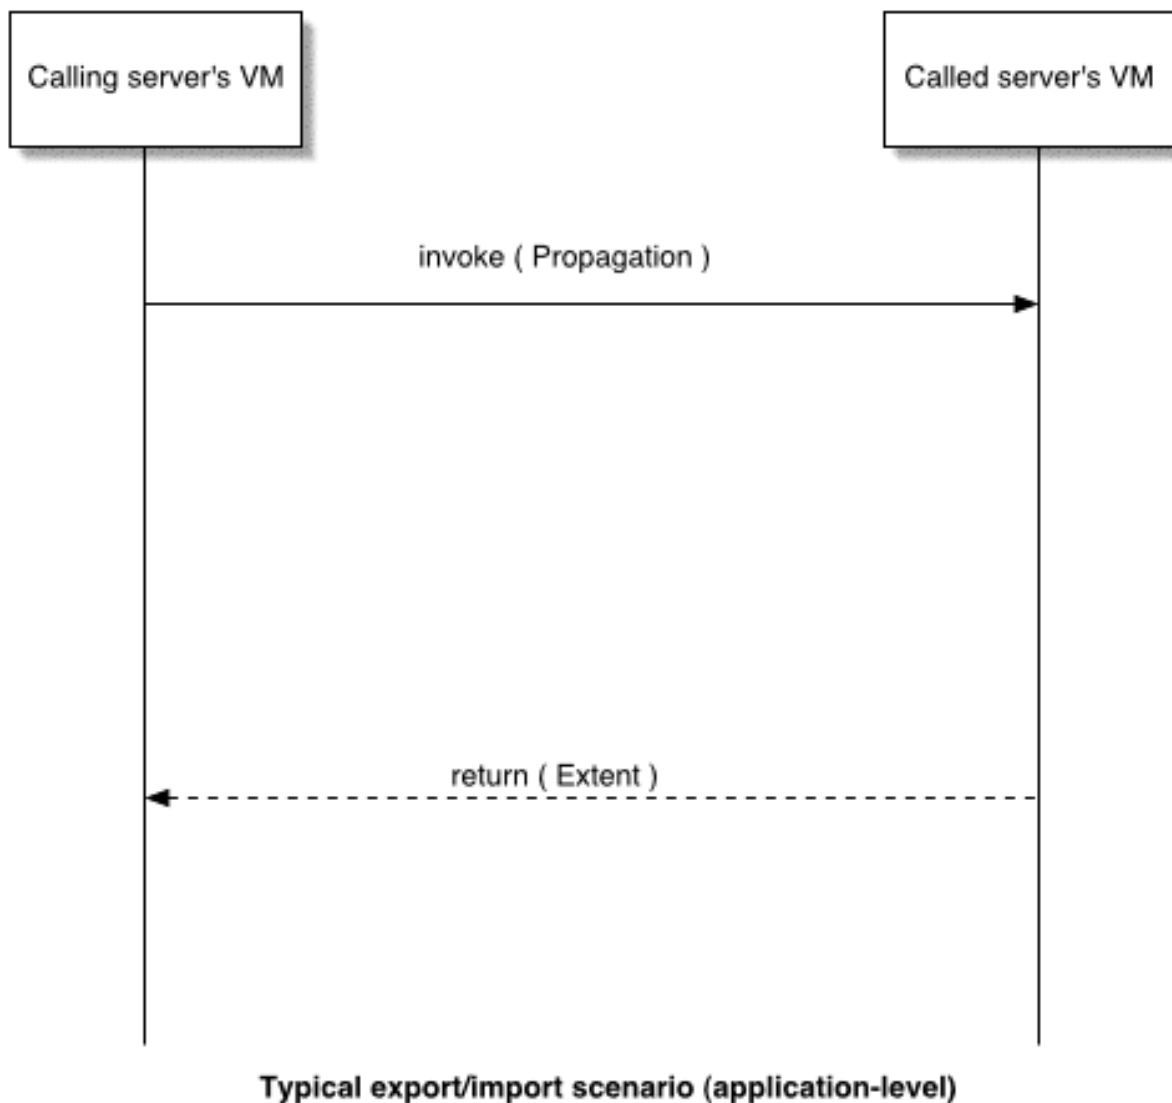 Calling server's VM
Called server's VM
invoke ( Propagation )
return ( Extent )
Typical export/import scenario (application-level)